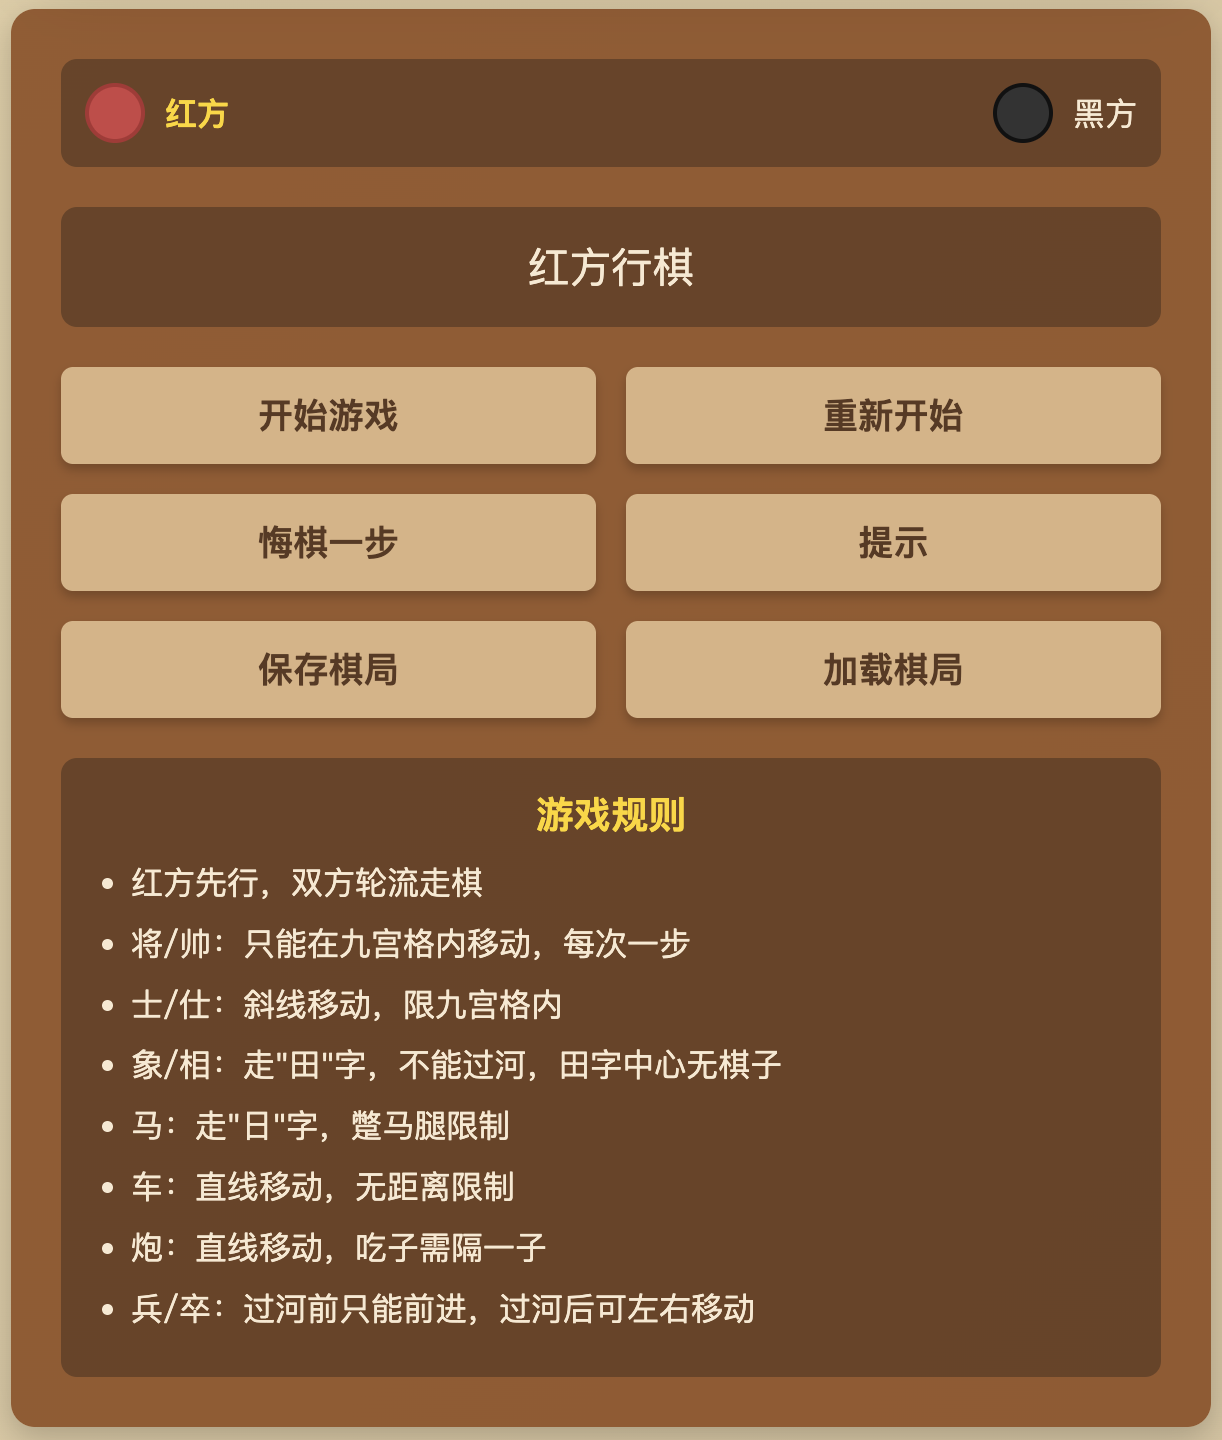 红方
黑方
红方行棋
开始游戏
重新开始
悔棋一步
提示
保存棋局
加载棋局
游戏规则
• 红方先行，双方轮流走棋
• 将/帅：只能在九宫格内移动，每次一步
• 士/仕：斜线移动，限九宫格内
• 象/相：走"田"字，不能过河，田字中心无棋子
• 马：走"日"字，蹩马腿限制
• 车：直线移动，无距离限制
• 炮：直线移动，吃子需隔一子
• 兵/卒：过河前只能前进，过河后可左右移动